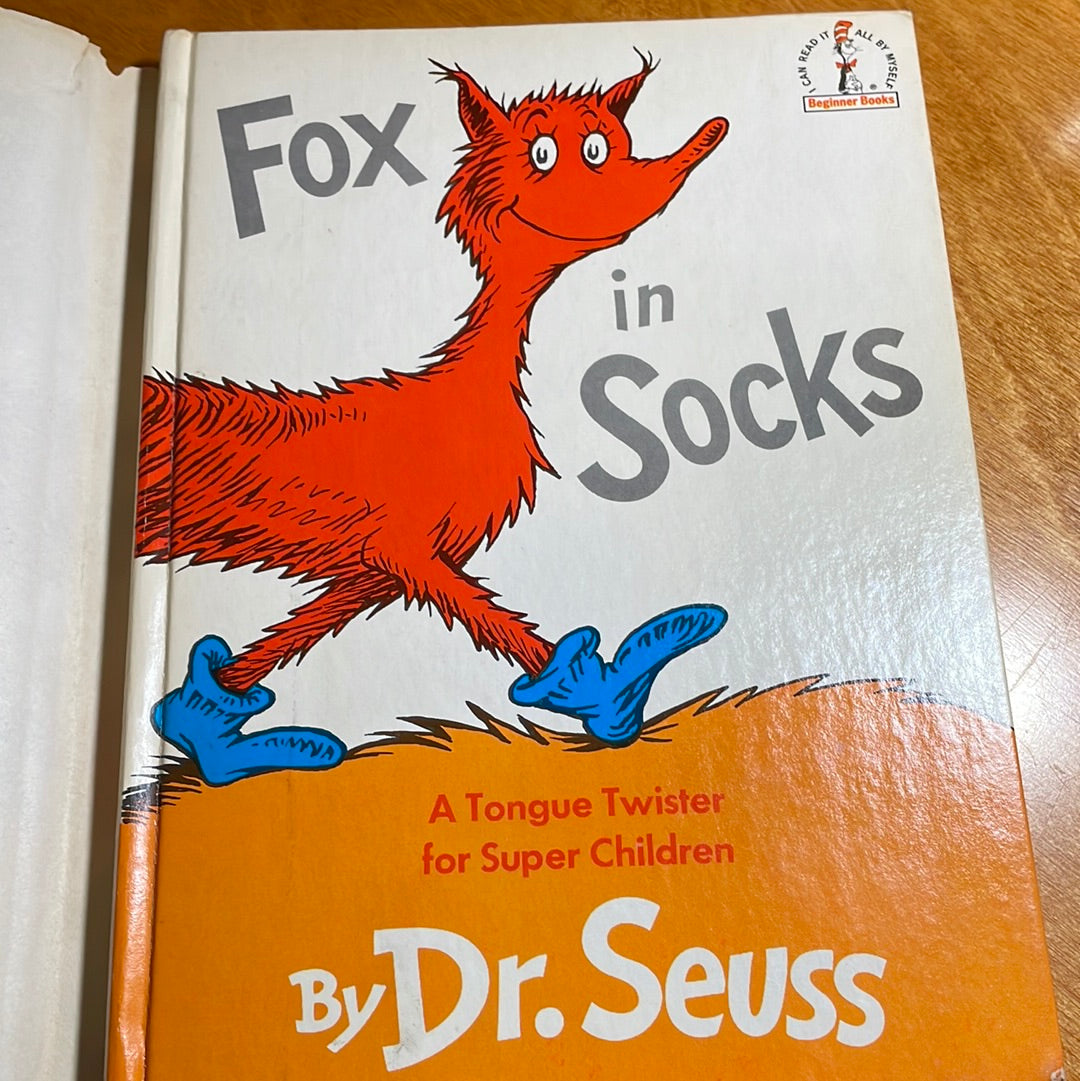 I CAN READ IT ALL BY MYSELF
Beginner Books
Fox
in
Socks
A Tongue Twister
for Super Children
By Dr. Seuss